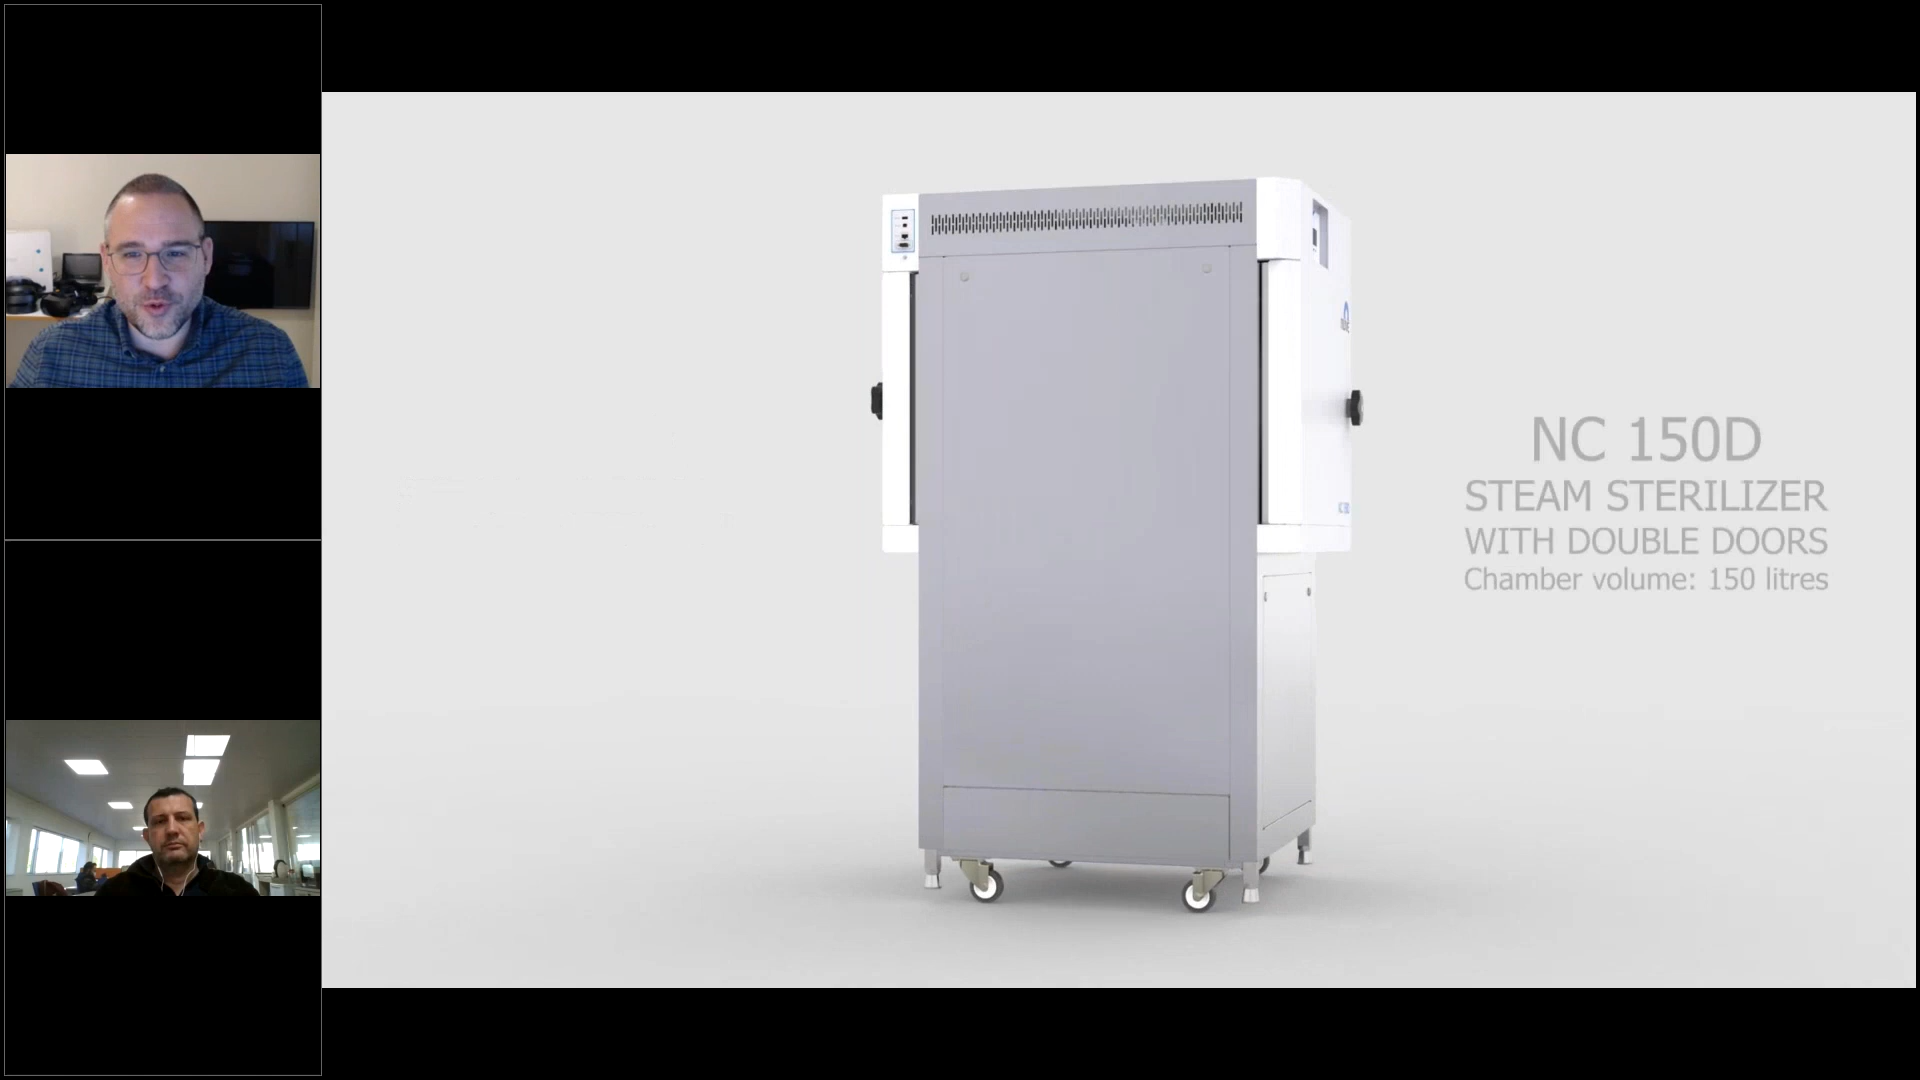 NC 150D
STEAM STERILIZER
WITH DOUBLE DOORS
Chamber volume: 150 litres